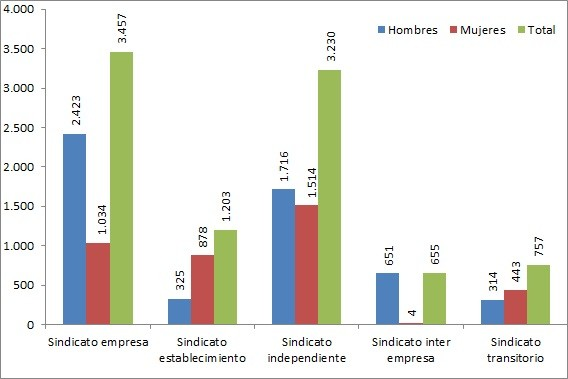 4.000
3.500
3.000
2.500
2.000
1.500
1.000
500
0
Hombres Mujeres Total
2.423 1.034 3.457
325 878 1.203
1.716 1.514 3.230
651 4 655
314 443 757
Sindicato empresa
Sindicato
establecimiento
Sindicato
independiente
Sindicato inter
empresa
Sindicato
transitorio